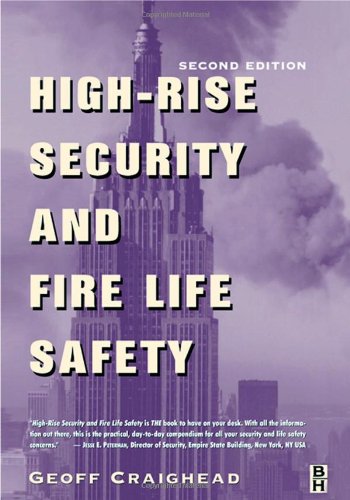 SECOND EDITION
HIGH-RISE
SECURITY
AND
FIRE LIFE
SAFETY
"High-Rise Security and Fire Life Safety is THE book to have on your desk. With all the informa-
tion out there, this is the practical, day-to-day compendium for all your security and life safety
concerns." — JESSE E. PETERMAN, Director of Security, Empire State Building, New York, NY USA
GEOFF CRAIGHEAD
B
H